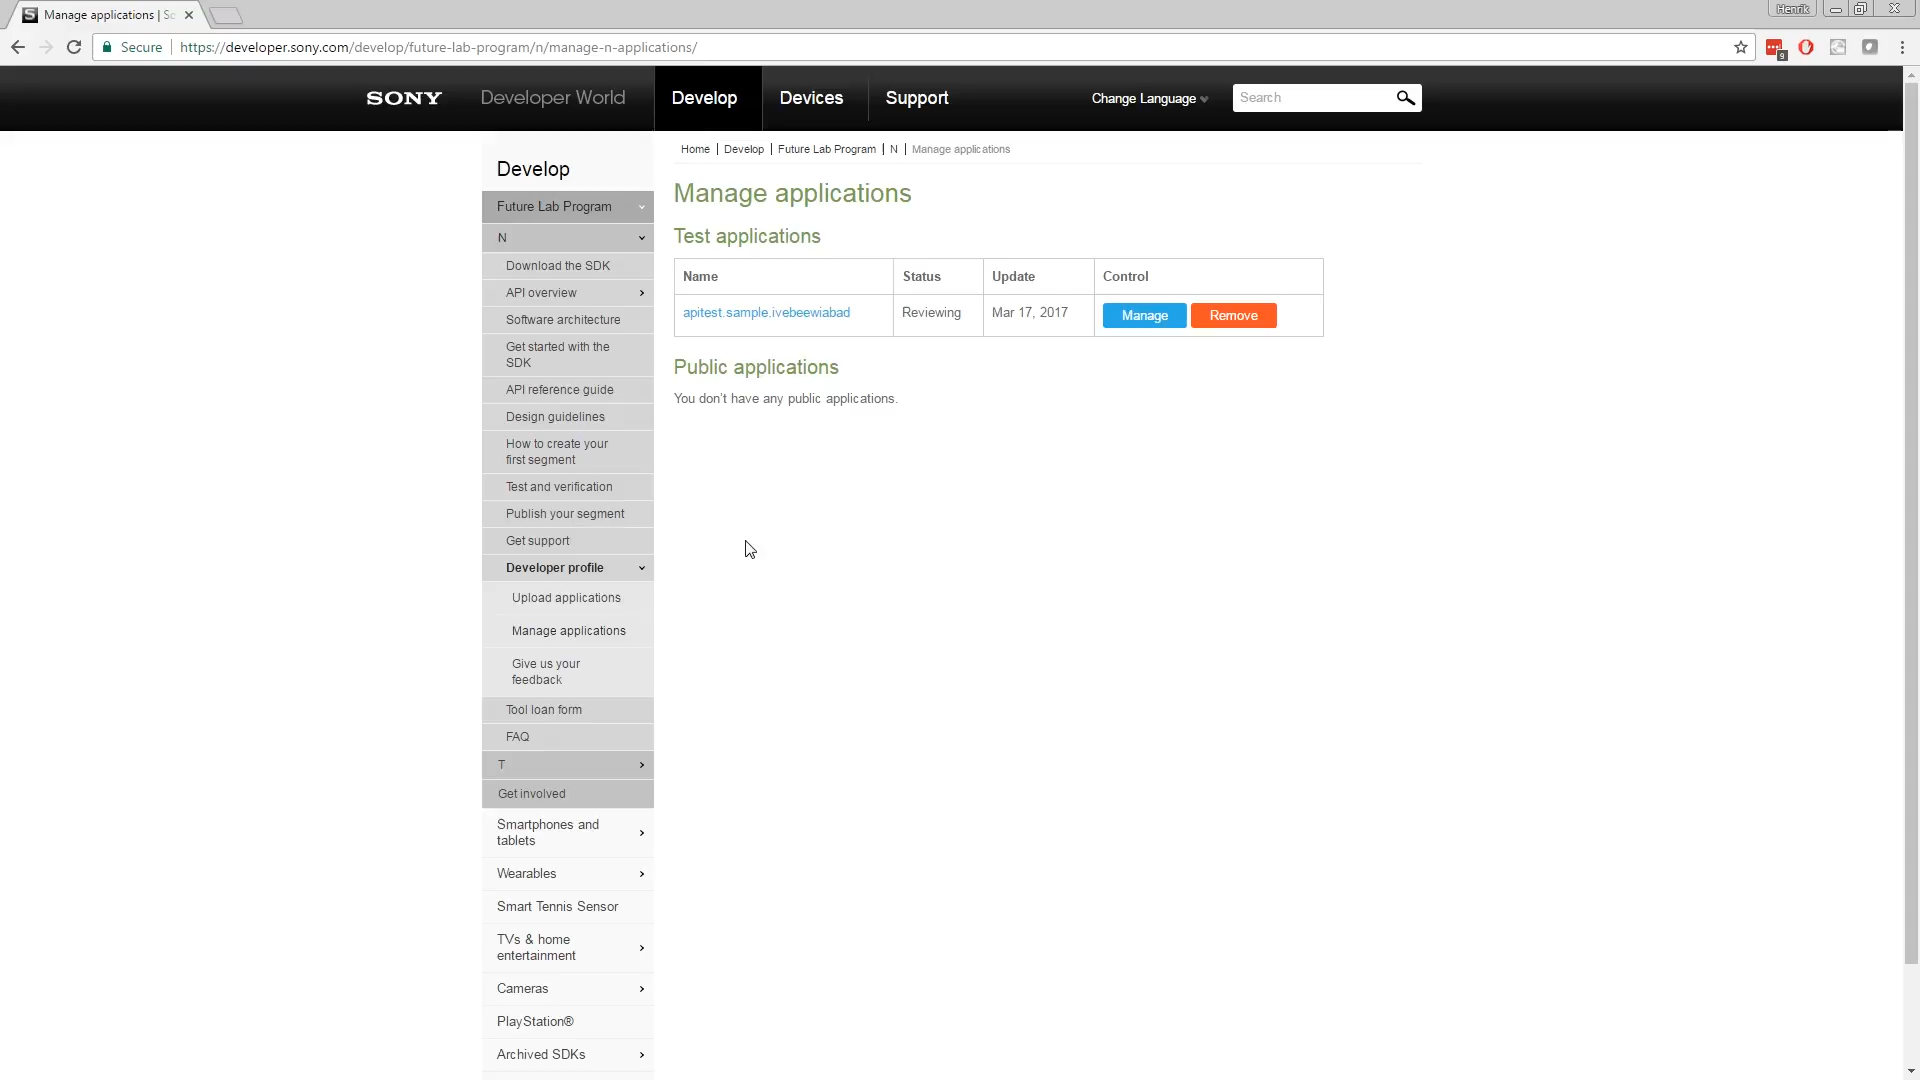 Manage applications | So
Henrik
Secure
https://developer.sony.com/develop/future-lab-program/n/manage-n-applications/
9
SONY
Developer World
Develop
Devices
Support
Change Language
Search
Develop
Future Lab Program
N
Download the SDK
API overview
Software architecture
Get started with the
SDK
API reference guide
Design guidelines
How to create your
first segment
Test and verification
Publish your segment
Get support
Developer profile
Upload applications
Manage applications
Give us your
feedback
Tool loan form
FAQ
T
Get involved
Smartphones and
tablets
Wearables
Smart Tennis Sensor
TVs & home
entertainment
Cameras
PlayStation®
Archived SDKs
Home | Develop | Future Lab Program | N | Manage applications
Manage applications
Test applications
Name Status Update Control
apitest.sample.ivebeewiabad Reviewing Mar 17, 2017 Manage Remove
Public applications
You don't have any public applications.